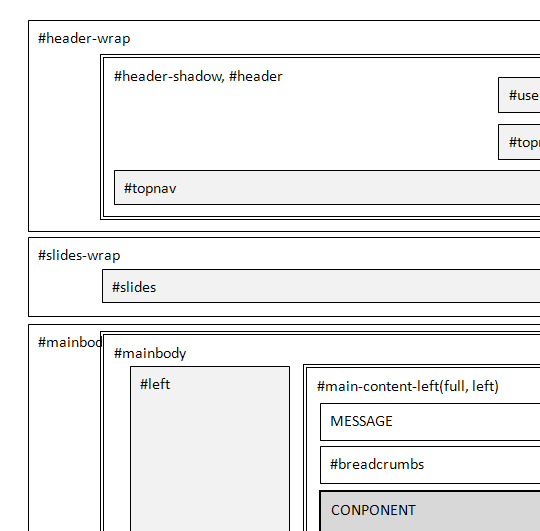 #header-wrap
#header-shadow, #header
#use
#top
#topnav
#slides-wrap
#slides
#mainbod
#mainbody
#left
#main-content-left(full, left)
MESSAGE
#breadcrumbs
CONPONENT